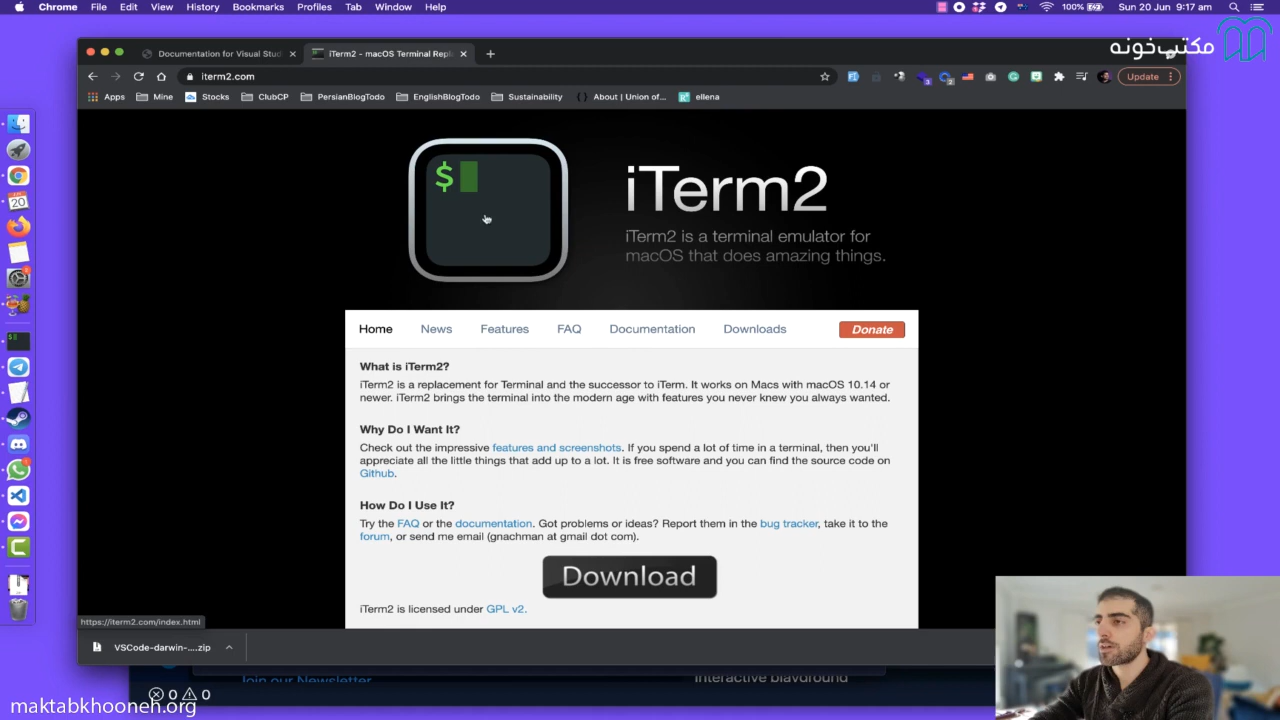 Chrome File Edit View History Bookmarks Profiles Tab Window Help 100% Sun 20 Jun 9:17 am
مکتب‌خونه
Documentation for Visual Stud
iTerm2 - macOS Terminal Repl
iterm2.com
Update
Apps Mine Stocks ClubCP PersianBlogTodo EnglishBlogTodo Sustainability About | Union of... ellena
$
iTerm2
iTerm2 is a terminal emulator for
macOS that does amazing things.
Home News Features FAQ Documentation Downloads Donate
What is iTerm2?
iTerm2 is a replacement for Terminal and the successor to iTerm. It works on Macs with macOS 10.14 or
newer. iTerm2 brings the terminal into the modern age with features you never knew you always wanted.
Why Do I Want It?
Check out the impressive features and screenshots. If you spend a lot of time in a terminal, then you'll
appreciate all the little things that add up to a lot. It is free software and you can find the source code on
Github.
How Do I Use It?
Try the FAQ or the documentation. Got problems or ideas? Report them in the bug tracker, take it to the
forum, or send me email (gnachman at gmail dot com).
Download
iTerm2 is licensed under GPL v2.
https://iterm2.com/index.html
VSCode-darwin-....zip
Join our Newsletter
Interactive playground
0 0
maktabkhooneh.org